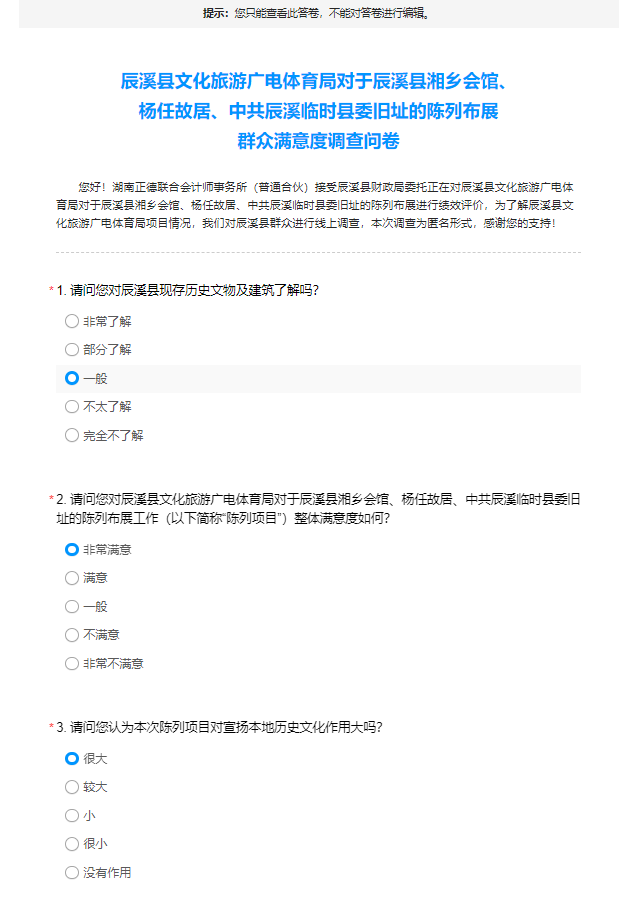 提示：您只能查看此答卷，不能对答卷进行编辑。
辰溪县文化旅游广电体育局对于辰溪县湘乡会馆、
杨任故居、中共辰溪临时县委旧址的陈列布展
群众满意度调查问卷
您好！湖南正德联合会计师事务所（普通合伙）接受辰溪县财政局委托正在对辰溪县文化旅游广电体
育局对于辰溪县湘乡会馆、杨任故居、中共辰溪临时县委旧址的陈列布展进行绩效评价，为了解辰溪县文
化旅游广电体育局项目情况，我们对辰溪县群众进行线上调查，本次调查为匿名形式，感谢您的支持！
* 1. 请问您对辰溪县现存历史文物及建筑了解吗?
非常了解
部分了解
一般
不太了解
完全不了解
* 2. 请问您对辰溪县文化旅游广电体育局对于辰溪县湘乡会馆、杨任故居、中共辰溪临时县委旧
址的陈列布展工作（以下简称“陈列项目”）整体满意度如何?
非常满意
满意
一般
不满意
非常不满意
* 3. 请问您认为本次陈列项目对宣扬本地历史文化作用大吗?
很大
较大
小
很小
没有作用